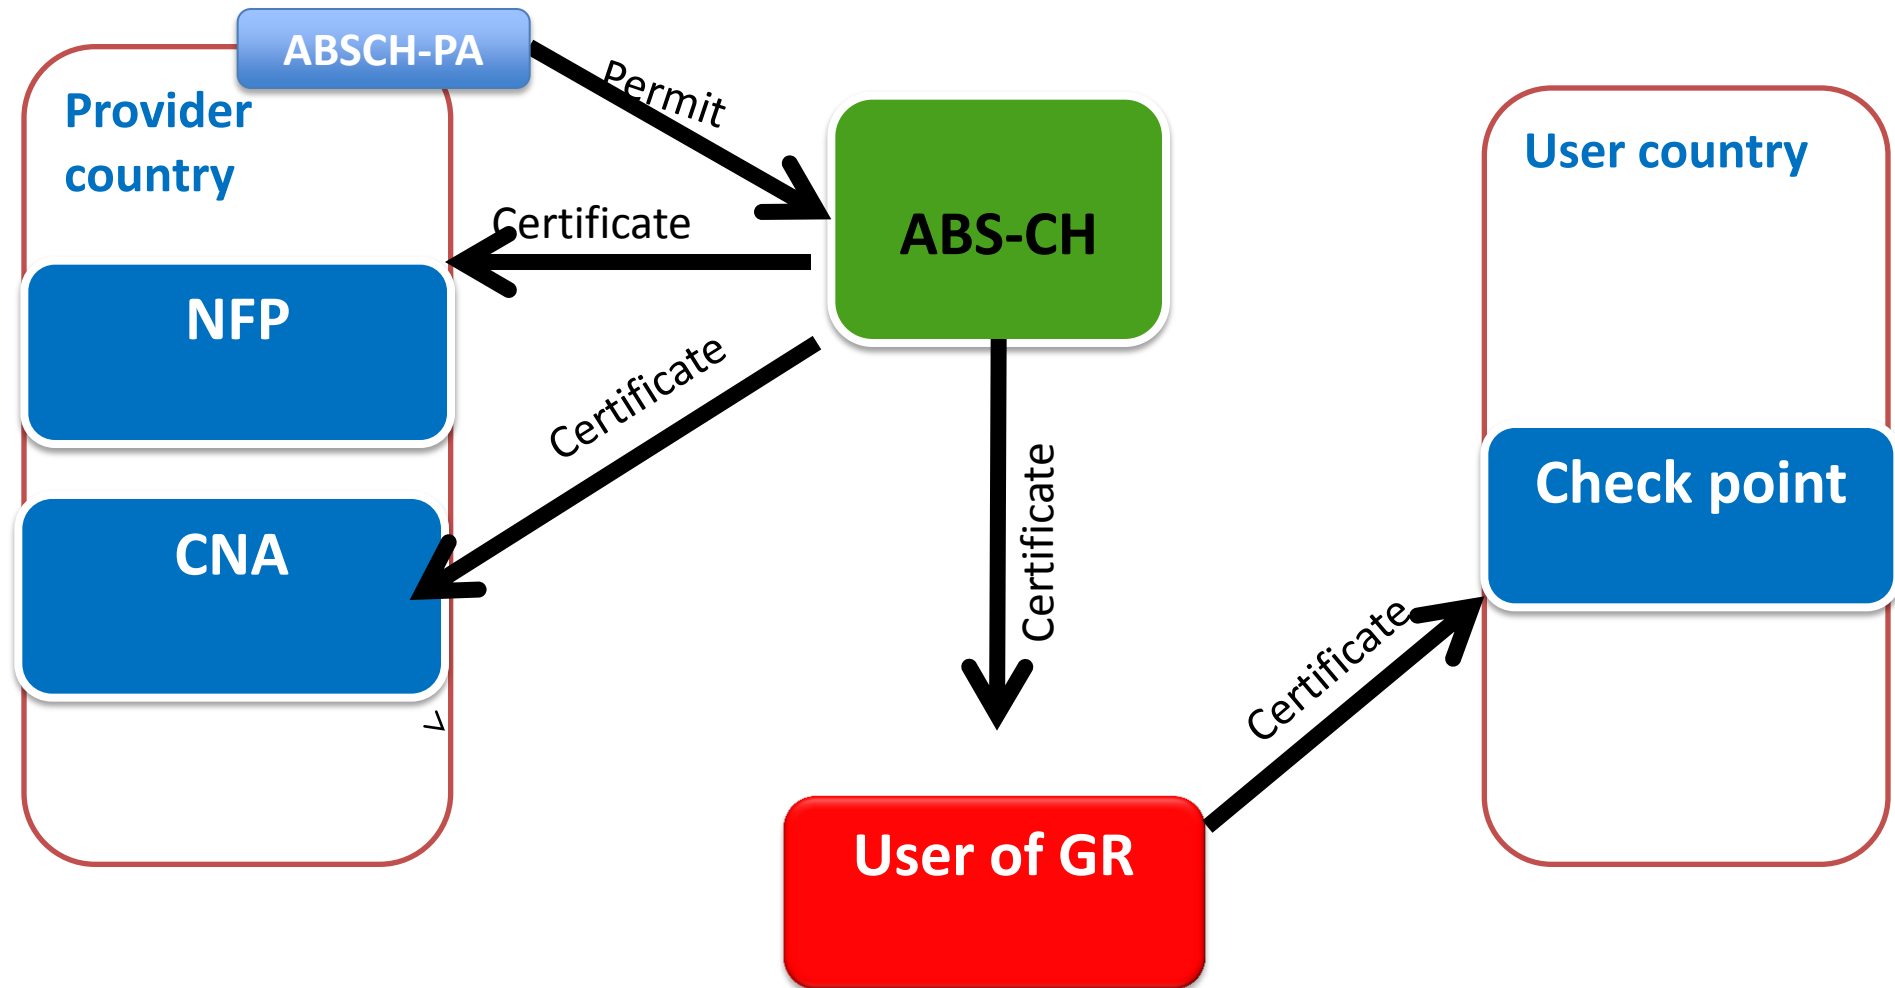 ABSCH-PA
Permit
Provider
country
User country
Certificate
ABS-CH
NFP
Certificate
Certificate
Check point
CNA
Certificate
User of GR